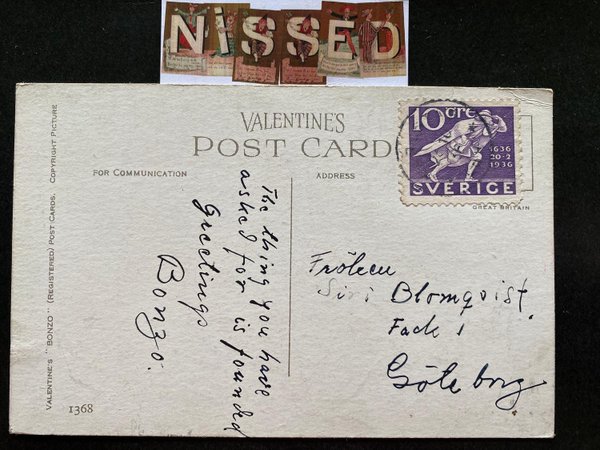 NiSSED
VALENTINE'S
POST CARD
FOR COMMUNICATION
ADDRESS
10 ÖRE
1636
20-2
1936
SVERIGE
GREAT BRITAIN
VALENTINE'S "BONZO" (REGISTERED) POST CARDS. COPYRIGHT PICTURE
The thing you have
asked for is founded
Greetings
Bonzo.
Fröken
Siri Blomqvist.
Fack 1
Göteborg
1368